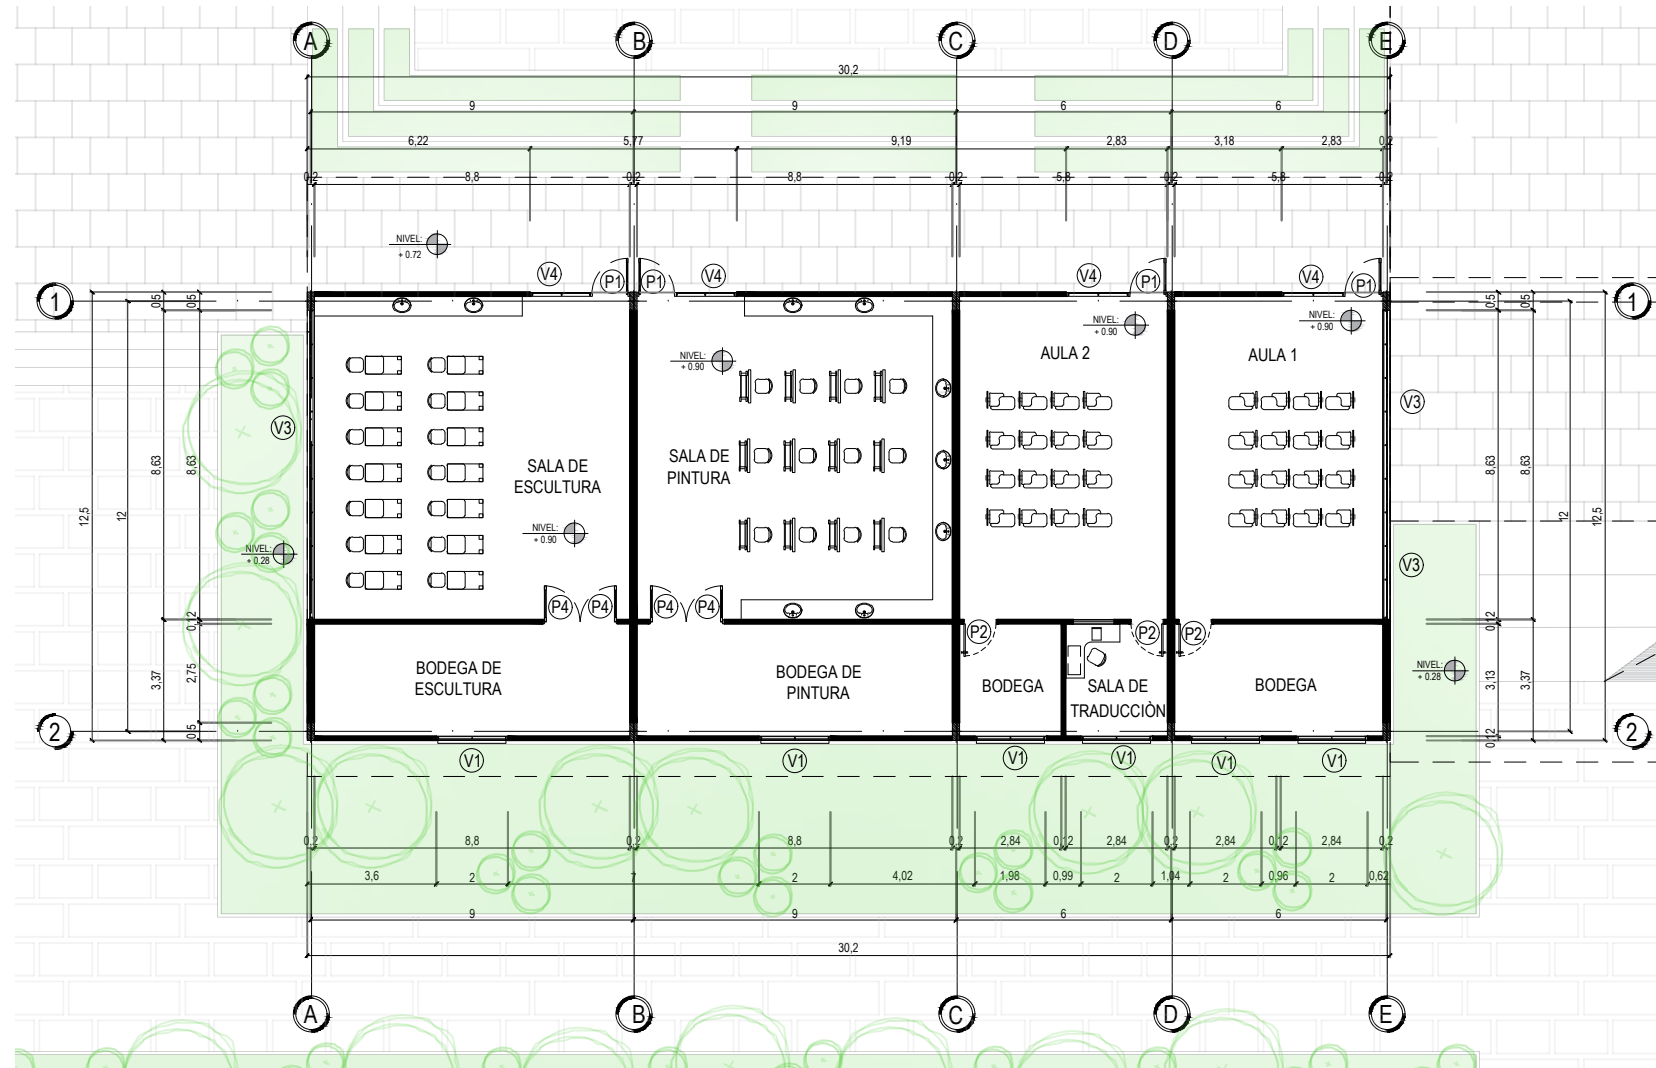 A B C D E
30,2
9 9 6 6
6,22 5,77 9,19 2,83 3,18 2,83 0,2
0,2 8,8 0,2 8,8 0,2 5,8 0,2 5,8 0,2
NIVEL:
+ 0.72
V4 P1 P1 V4 V4 P1 V4 P1
1 1
0,5 0,5 0,5 0,5
NIVEL:
+ 0.90
NIVEL:
+ 0.90
NIVEL:
+ 0.90
AULA 2 AULA 1
V3 V3
SALA DE
ESCULTURA
SALA DE
PINTURA
8,63 8,63 8,63 8,63
12,5 12 12 12,5
NIVEL:
+ 0.90
NIVEL:
+ 0.28
V3
P4 P4 P4 P4
0,12 0,12
P2 P2 P2
BODEGA DE
ESCULTURA
BODEGA DE
PINTURA
BODEGA
SALA DE
TRADUCCIÒN
BODEGA
NIVEL:
+ 0.28
3,37 2,75 3,13 3,37
2 2
0,5 0,12
V1 V1 V1 V1 V1 V1
0,2 8,8 0,2 8,8 0,2 2,84 0,12 2,84 0,2 2,84 0,12 2,84 0,2
3,6 2 7 2 4,02 1,98 0,99 2 1,04 2 0,96 2 0,62
9 9 6 6
30,2
A B C D E